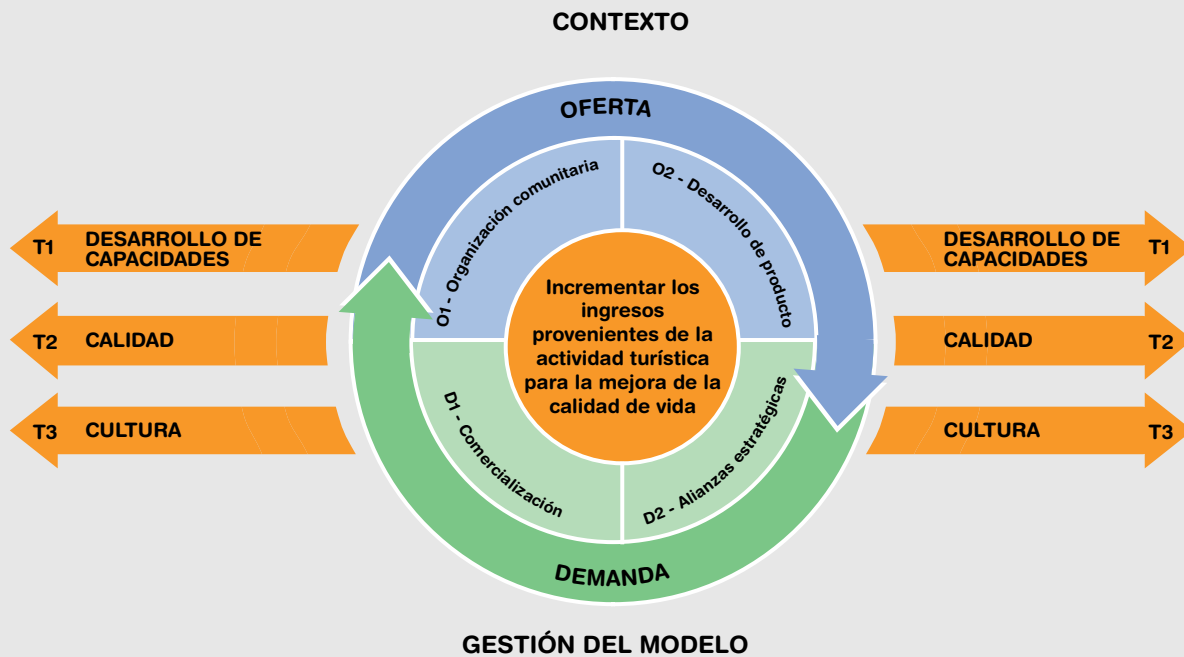 CONTEXTO
OFERTA
O1 - Organización comunitaria
O2 - Desarrollo de producto
T1
DESARROLLO DE
CAPACIDADES
DESARROLLO DE
CAPACIDADES
T1
Incrementar los
ingresos
provenientes de la
actividad turística
para la mejora de la
calidad de vida
T2
CALIDAD
CALIDAD
T2
T3
CULTURA
CULTURA
T3
D1 - Comercialización
D2 - Alianzas estratégicas
DEMANDA
GESTIÓN DEL MODELO